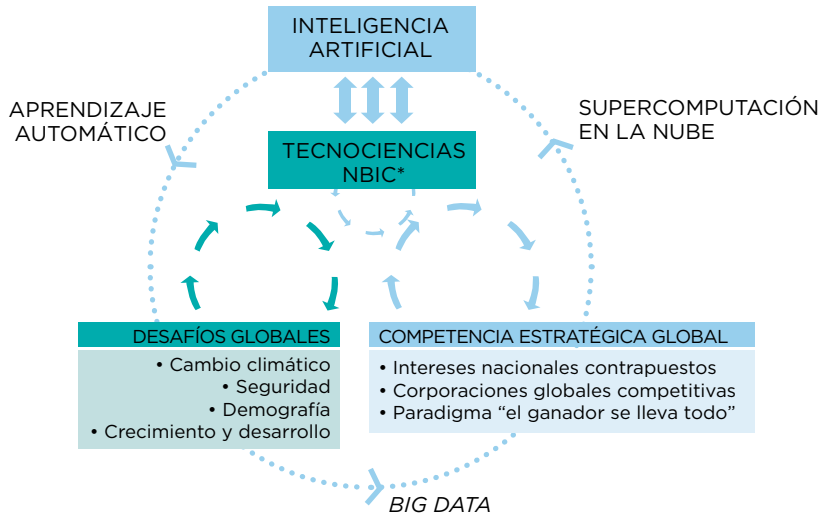 INTELIGENCIA
ARTIFICIAL
APRENDIZAJE
AUTOMÁTICO
SUPERCOMPUTACIÓN
EN LA NUBE
TECNOCIENCIAS
NBIC*
DESAFÍOS GLOBALES
• Cambio climático
• Seguridad
• Demografía
• Crecimiento y desarrollo
COMPETENCIA ESTRATÉGICA GLOBAL
• Intereses nacionales contrapuestos
• Corporaciones globales competitivas
• Paradigma “el ganador se lleva todo”
BIG DATA